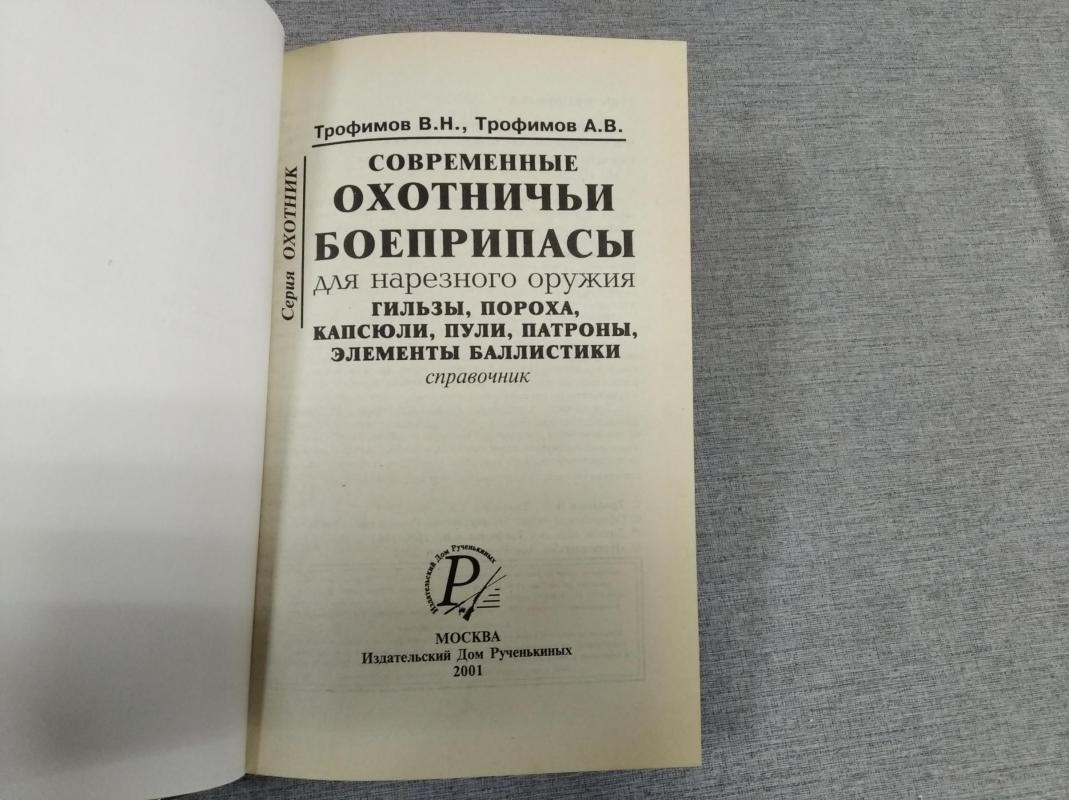 Трофимов В.Н., Трофимов А.В.
Серия ОХОТНИК
СОВРЕМЕННЫЕ
ОХОТНИЧЬИ
БОЕПРИПАСЫ
для нарезного оружия
ГИЛЬЗЫ, ПОРОХА,
КАПСЮЛИ, ПУЛИ, ПАТРОНЫ,
ЭЛЕМЕНТЫ БАЛЛИСТИКИ
справочник
Издательский Дом Рученькиных
Р
МОСКВА
Издательский Дом Рученькиных
2001